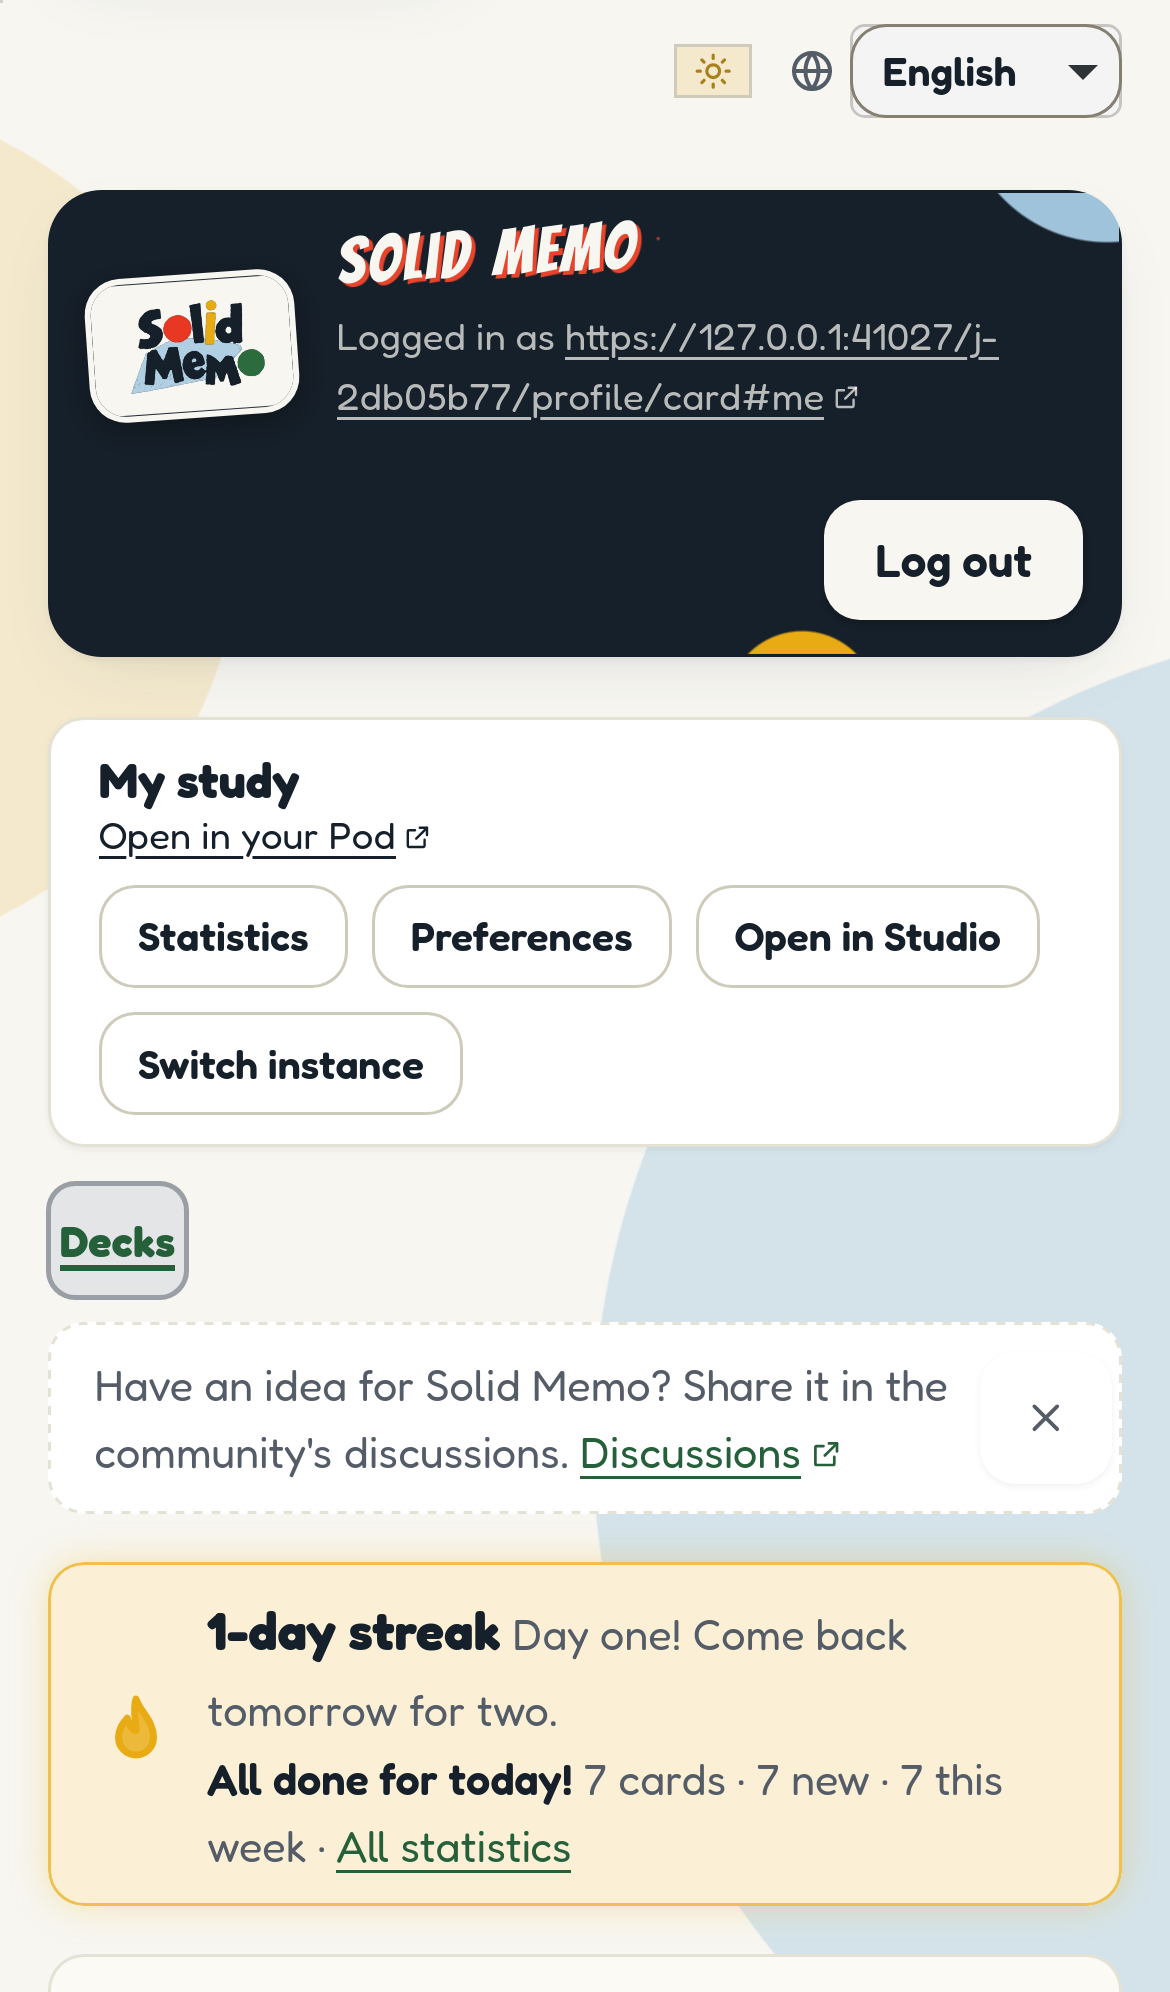 English
SOLID MEMO
Solid
MeMo
Logged in as https://127.0.0.1:41027/j-
2db05b77/profile/card#me
Log out
My study
Open in your Pod
Statistics
Preferences
Open in Studio
Switch instance
Decks
Have an idea for Solid Memo? Share it in the
community's discussions. Discussions
1-day streak Day one! Come back
tomorrow for two.
All done for today! 7 cards · 7 new · 7 this
week · All statistics